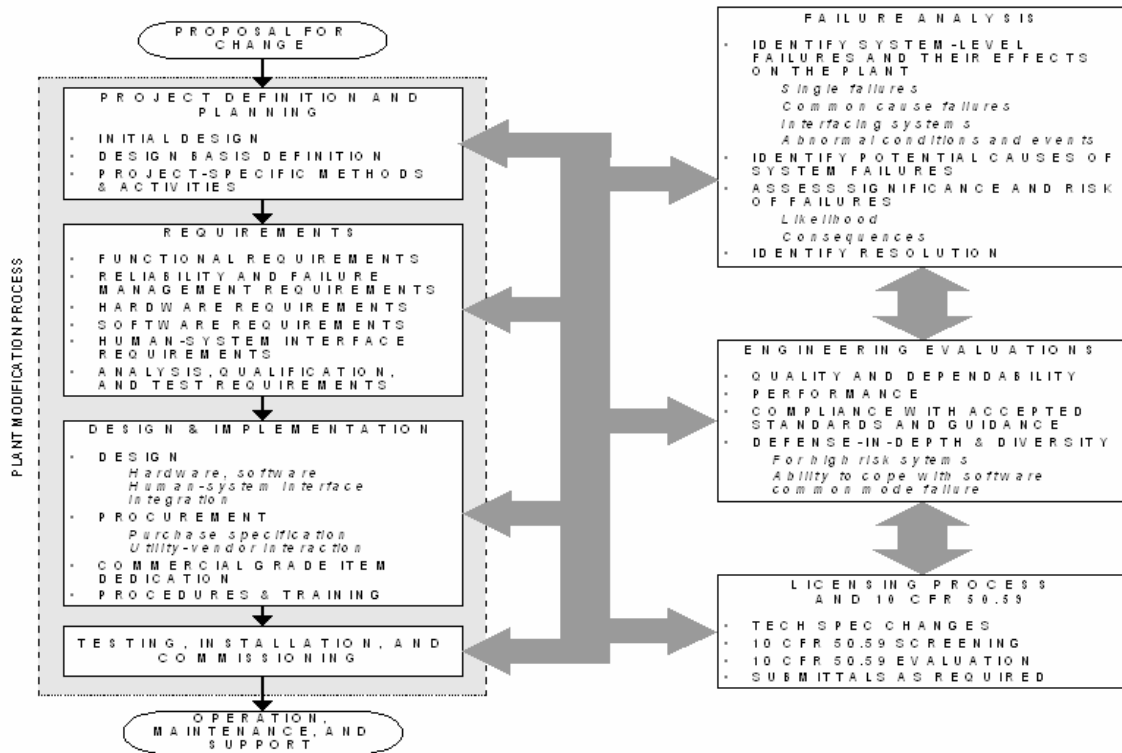 PROPOSAL FOR
CHANGE
PLANT MODIFICATION PROCESS
PROJECT DEFINITION AND
PLANNING
· INITIAL DESIGN
· DESIGN BASIS DEFINITION
· PROJECT-SPECIFIC METHODS
& ACTIVITIES
REQUIREMENTS
· FUNCTIONAL REQUIREMENTS
· RELIABILITY AND FAILURE
MANAGEMENT REQUIREMENTS
· HARDWARE REQUIREMENTS
· SOFTWARE REQUIREMENTS
· HUMAN-SYSTEM INTERFACE
REQUIREMENTS
· ANALYSIS, QUALIFICATION,
AND TEST REQUIREMENTS
DESIGN & IMPLEMENTATION
· DESIGN
Hardware, software
Human-system interface
Integration
· PROCUREMENT
Purchase specification
Utility-vendor interaction
· COMMERCIAL GRADE ITEM
DEDICATION
· PROCEDURES & TRAINING
TESTING, INSTALLATION, AND
COMMISSIONING
OPERATION,
MAINTENANCE, AND
SUPPORT
FAILURE ANALYSIS
· IDENTIFY SYSTEM-LEVEL
FAILURES AND THEIR EFFECTS
ON THE PLANT
Single failures
Common cause failures
Interfacing systems
Abnormal conditions and events
· IDENTIFY POTENTIAL CAUSES OF
SYSTEM FAILURES
· ASSESS SIGNIFICANCE AND RISK
OF FAILURES
Likelihood
Consequences
· IDENTIFY RESOLUTION
ENGINEERING EVALUATIONS
· QUALITY AND DEPENDABILITY
· PERFORMANCE
· COMPLIANCE WITH ACCEPTED
STANDARDS AND GUIDANCE
· DEFENSE-IN-DEPTH & DIVERSITY
For high risk sytems
Ability to cope with software
common mode failure
LICENSING PROCESS
AND 10 CFR 50.59
· TECH SPEC CHANGES
· 10 CFR 50.59 SCREENING
· 10 CFR 50.59 EVALUATION
· SUBMITTALS AS REQUIRED